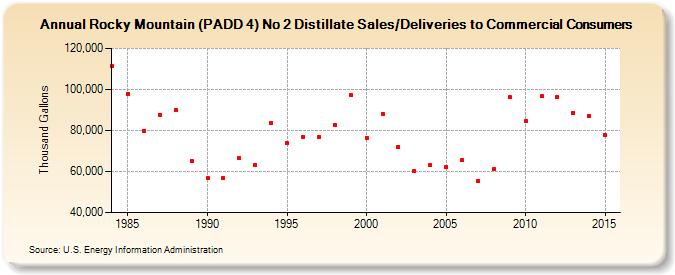 Annual Rocky Mountain (PADD 4) No 2 Distillate Sales/Deliveries to Commercial Consumers
Thousand Gallons
120,000
100,000
80,000
60,000
40,000
1985 1990 1995 2000 2005 2010 2015
Source: U.S. Energy Information Administration